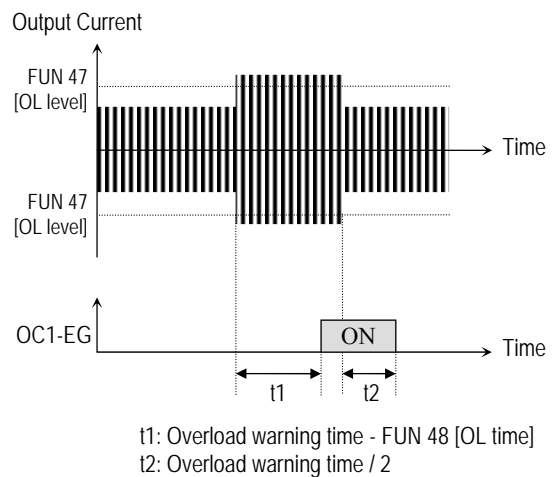 Output Current
FUN 47
[OL level]
Time
FUN 47
[OL level]
OC1-EG
ON
Time
t1
t2
t1: Overload warning time - FUN 48 [OL time]
t2: Overload warning time / 2